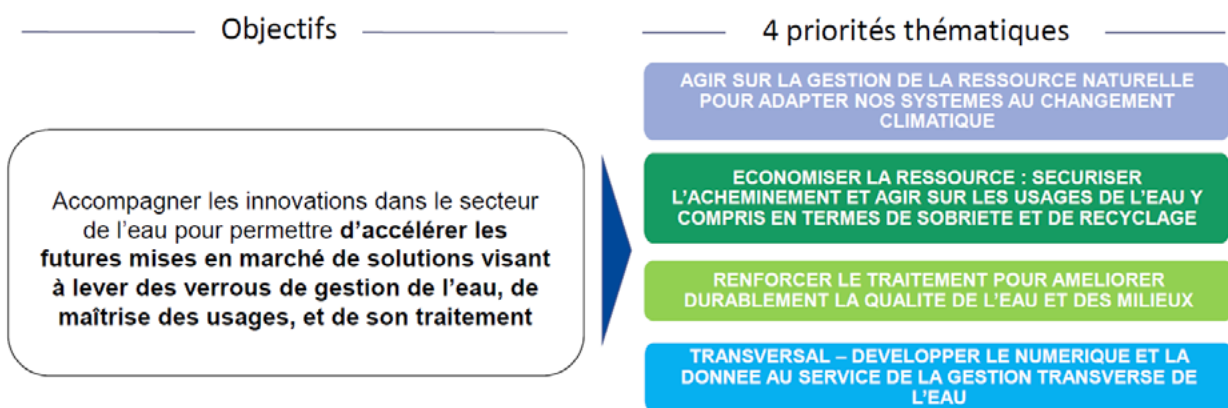 Objectifs
Accompagner les innovations dans le secteur
de l'eau pour permettre d'accélérer les
futures mises en marché de solutions visant
à lever des verrous de gestion de l'eau, de
maîtrise des usages, et de son traitement
4 priorités thématiques
AGIR SUR LA GESTION DE LA RESSOURCE NATURELLE
POUR ADAPTER NOS SYSTEMES AU CHANGEMENT
CLIMATIQUE
ECONOMISER LA RESSOURCE : SECURISER
L'ACHEMINEMENT ET AGIR SUR LES USAGES DE L'EAU Y
COMPRIS EN TERMES DE SOBRIETE ET DE RECYCLAGE
RENFORCER LE TRAITEMENT POUR AMELIORER
DURABLEMENT LA QUALITE DE L'EAU ET DES MILIEUX
TRANSVERSAL – DEVELOPPER LE NUMERIQUE ET LA
DONNEE AU SERVICE DE LA GESTION TRANSVERSE DE
L'EAU